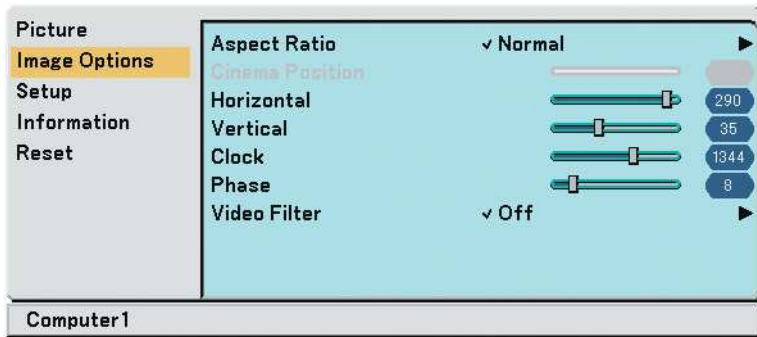 Picture
Image Options
Setup
Information
Reset
Aspect Ratio ✓ Normal
Cinema Position
Horizontal 290
Vertical 35
Clock 1344
Phase 8
Video Filter ✓ Off
Computer1